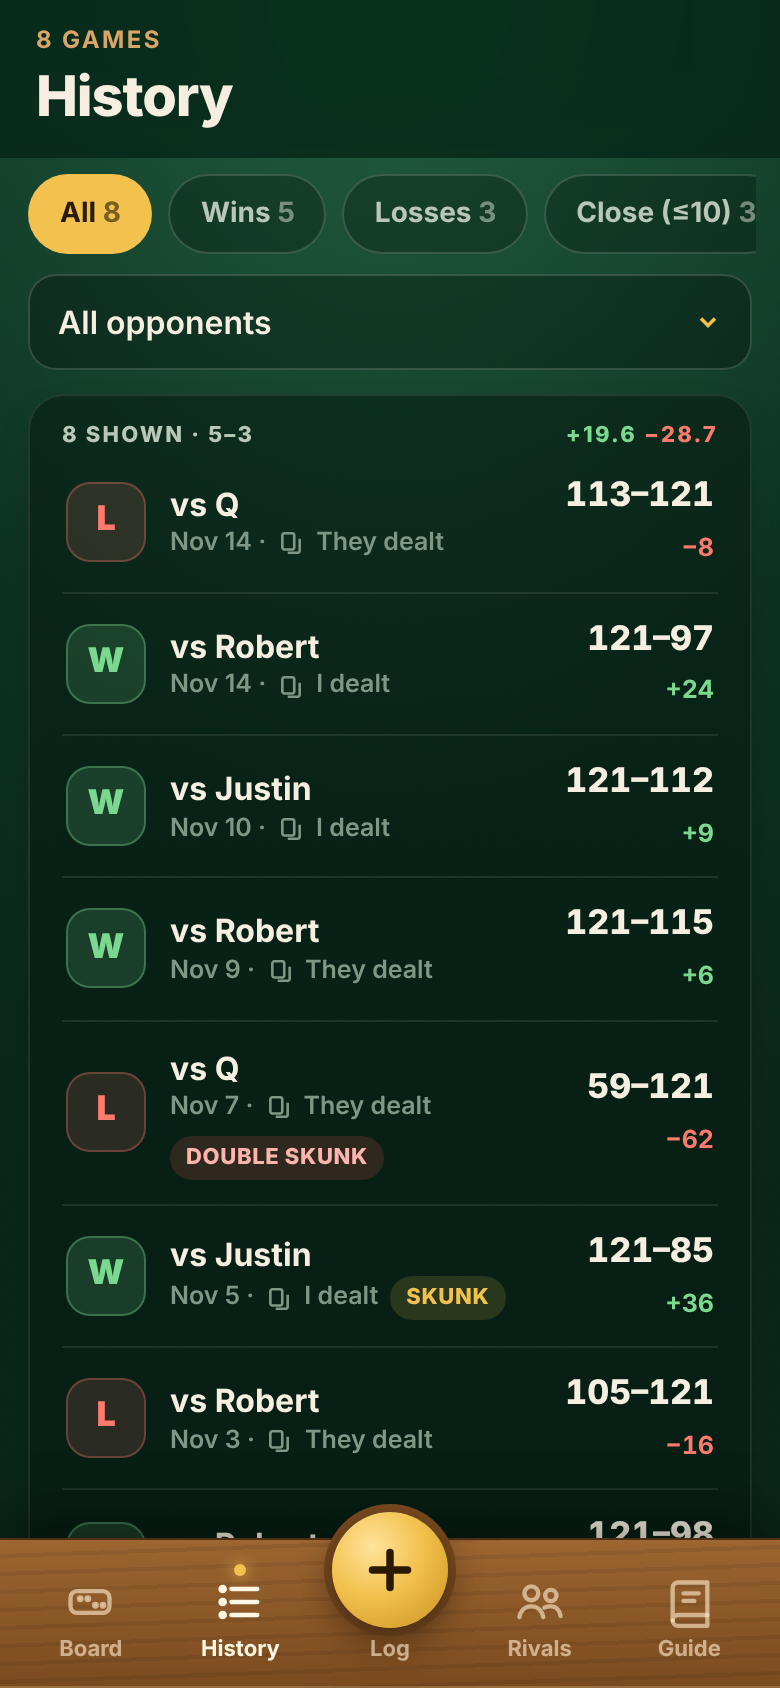 8 GAMES
History
All 8
Wins 5
Losses 3
Close (≤10) 3
All opponents
8 SHOWN · 5–3
+19.6 −28.7
L
vs Q
113–121
Nov 14 · They dealt
−8
W
vs Robert
121–97
Nov 14 · I dealt
+24
W
vs Justin
121–112
Nov 10 · I dealt
+9
W
vs Robert
121–115
Nov 9 · They dealt
+6
L
vs Q
59–121
Nov 7 · They dealt
−62
DOUBLE SKUNK
W
vs Justin
121–85
Nov 5 · I dealt SKUNK
+36
L
vs Robert
105–121
Nov 3 · They dealt
−16
121–98
Board
History
Log
Rivals
Guide